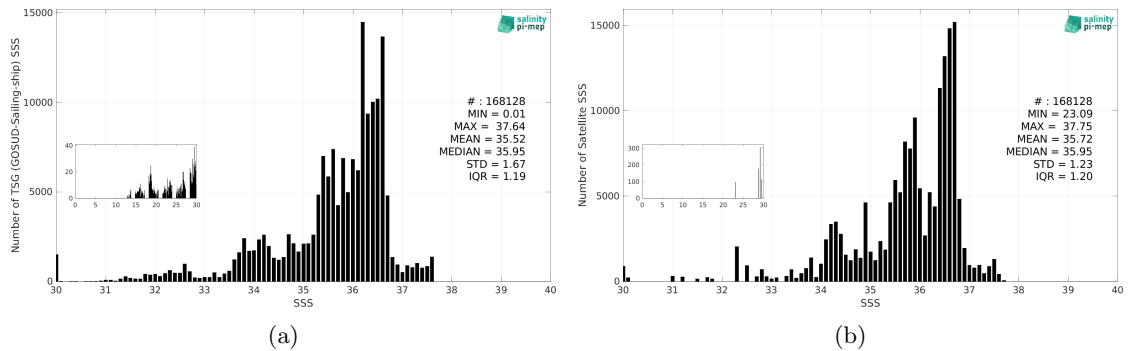 15000
10000
5000
0
Number of TSG (GOSUD-Sailing-ship) SSS
salinity
pi-mep
# : 168128
MIN = 0.01
MAX = 37.64
MEAN = 35.52
MEDIAN = 35.95
STD = 1.67
IQR = 1.19
40
20
0
0 5 10 15 20 25 30
30 31 32 33 34 35 36 37 38 39 40
SSS
(a)
15000
10000
5000
0
Number of Satellite SSS
salinity
pi-mep
# : 168128
MIN = 23.09
MAX = 37.75
MEAN = 35.72
MEDIAN = 35.95
STD = 1.23
IQR = 1.20
300
200
100
0
0 5 10 15 20 25 30
30 31 32 33 34 35 36 37 38 39 40
SSS
(b)